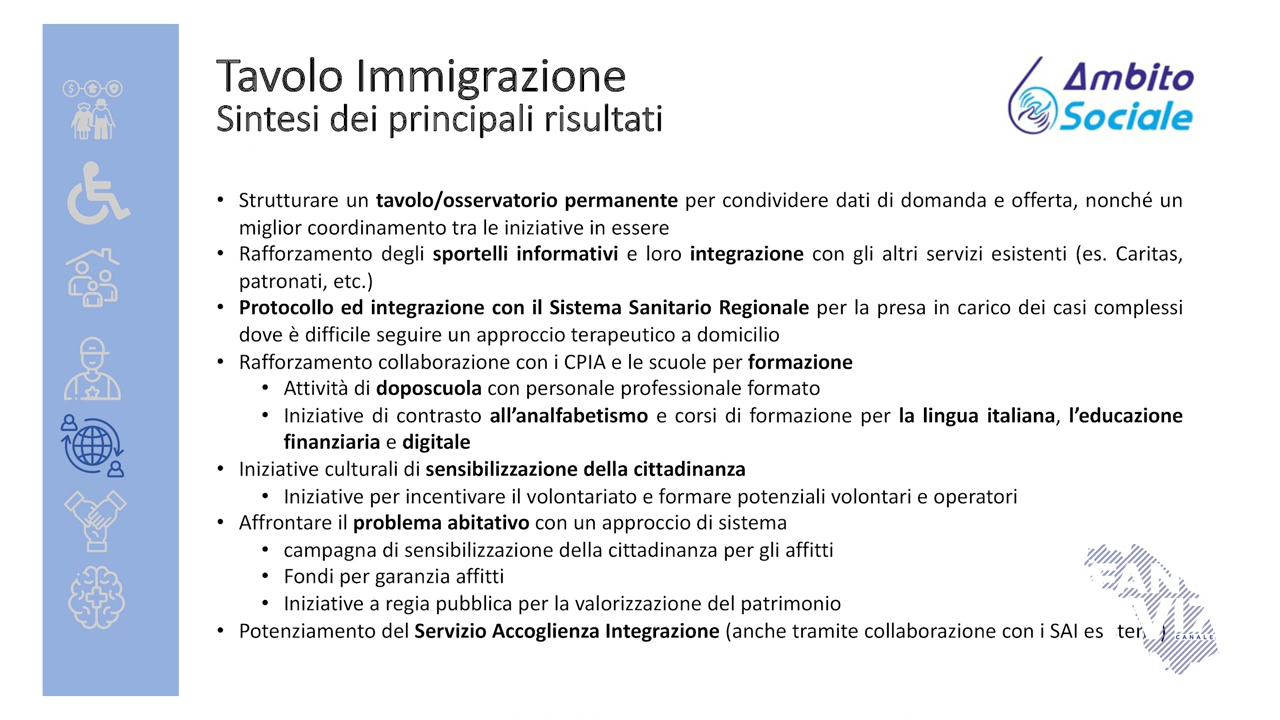 Tavolo Immigrazione
Sintesi dei principali risultati
Ambito
Sociale
• Strutturare un tavolo/osservatorio permanente per condividere dati di domanda e offerta, nonché un
miglior coordinamento tra le iniziative in essere
• Rafforzamento degli sportelli informativi e loro integrazione con gli altri servizi esistenti (es. Caritas,
patronati, etc.)
• Protocollo ed integrazione con il Sistema Sanitario Regionale per la presa in carico dei casi complessi
dove è difficile seguire un approccio terapeutico a domicilio
• Rafforzamento collaborazione con i CPIA e le scuole per formazione
• Attività di doposcuola con personale professionale formato
• Iniziative di contrasto all’analfabetismo e corsi di formazione per la lingua italiana, l’educazione
finanziaria e digitale
• Iniziative culturali di sensibilizzazione della cittadinanza
• Iniziative per incentivare il volontariato e formare potenziali volontari e operatori
• Affrontare il problema abitativo con un approccio di sistema
• campagna di sensibilizzazione della cittadinanza per gli affitti
• Fondi per garanzia affitti
• Iniziative a regia pubblica per la valorizzazione del patrimonio
• Potenziamento del Servizio Accoglienza Integrazione (anche tramite collaborazione con i SAI
CANALE